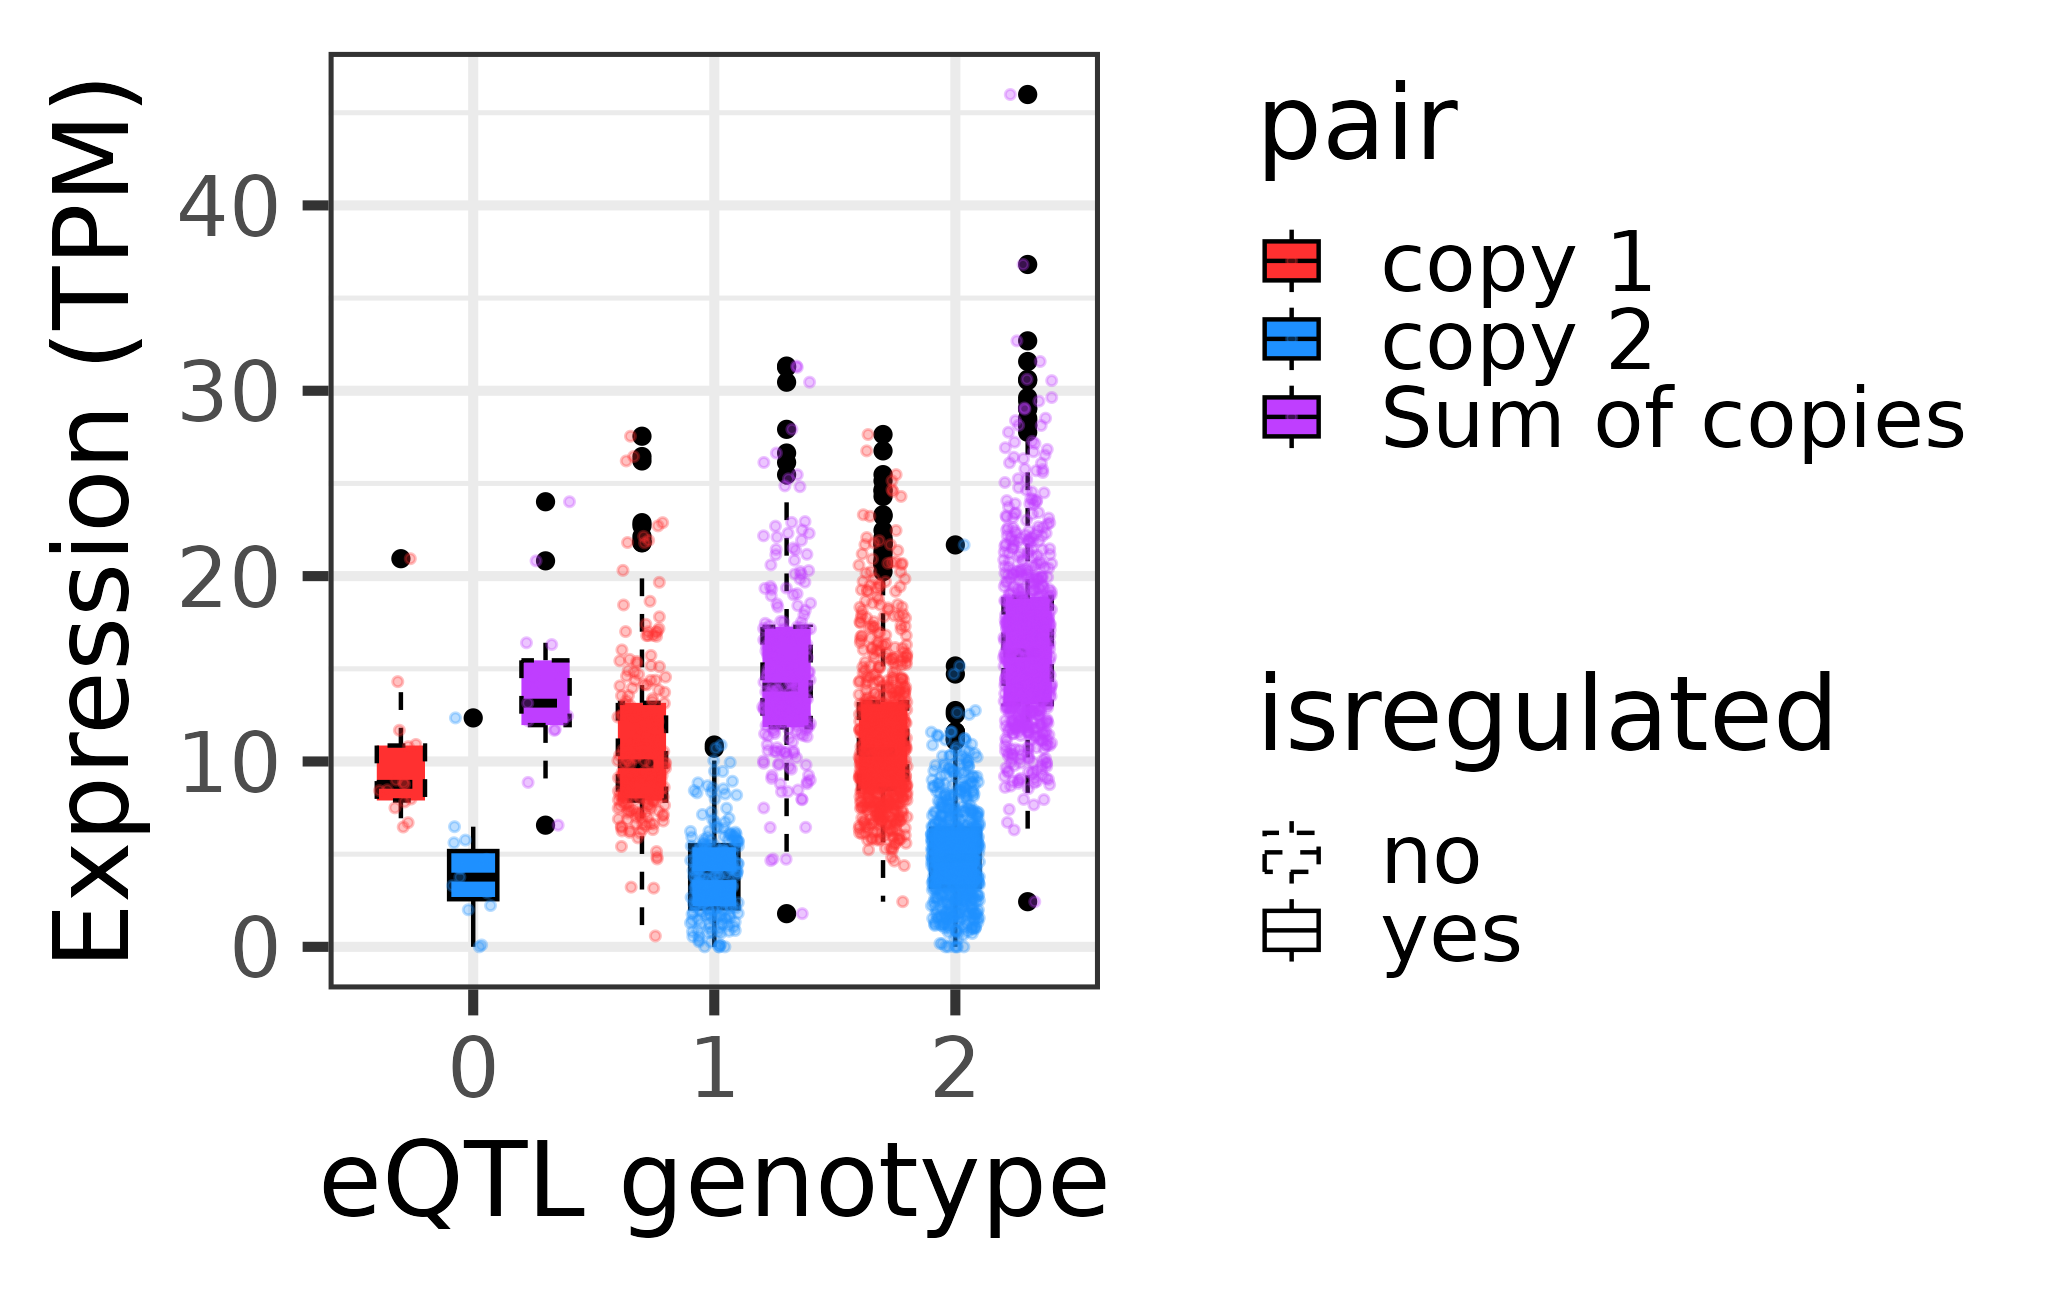 Expression (TPM)
40
30
20
10
0
0 1 2
eQTL genotype
pair
copy 1
copy 2
Sum of copies
isregulated
no
yes